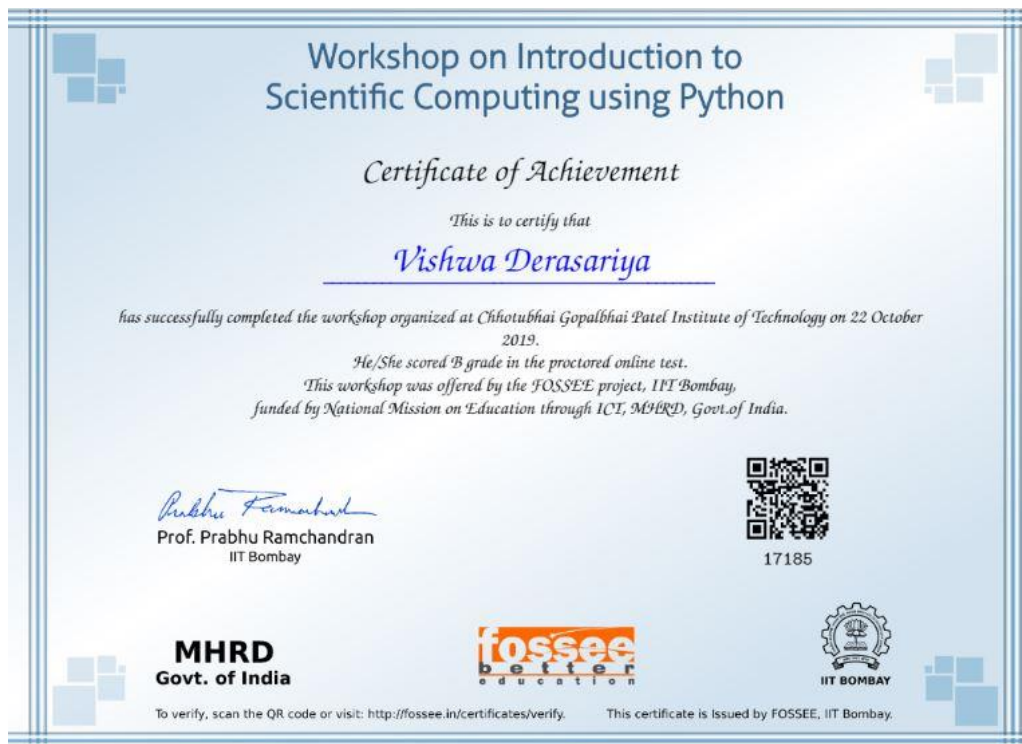 Workshop on Introduction to
Scientific Computing using Python
Certificate of Achievement
This is to certify that
Vishwa Derasariya
has successfully completed the workshop organized at Chhotubhai Gopalbhai Patel Institute of Technology on 22 October
2019.
He/She scored B grade in the proctored online test.
This workshop was offered by the FOSSEE project, IIT Bombay,
funded by National Mission on Education through ICT, MHRD, Govt.of India.
Prabhu Ramachandran
Prof. Prabhu Ramchandran
IIT Bombay
17185
MHRD
Govt. of India
fossee
better
education
IIT BOMBAY
To verify, scan the QR code or visit: http://fossee.in/certificates/verify. This certificate is Issued by FOSSEE, IIT Bombay.